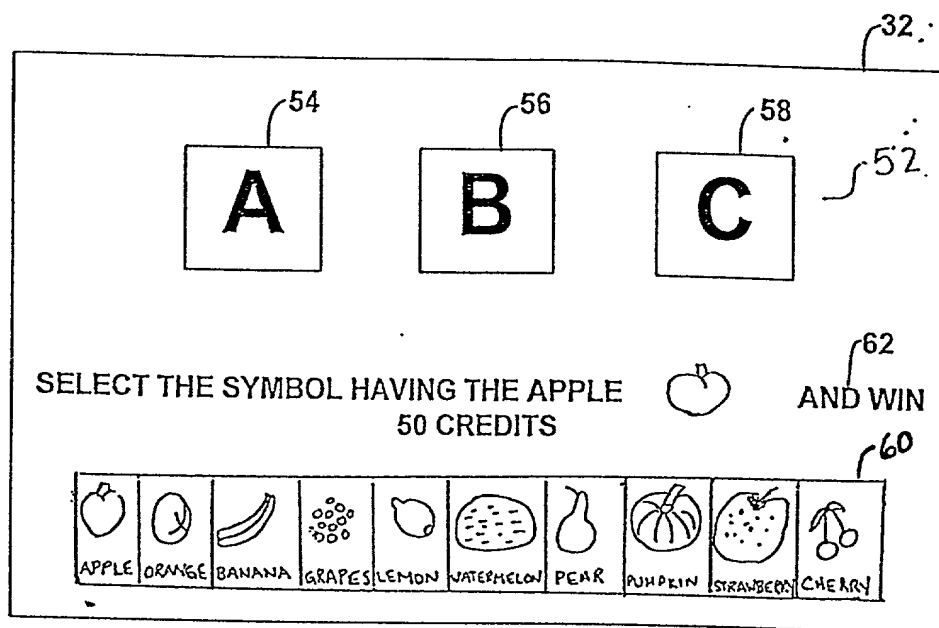 32
54 56 58
A B C
52
62
SELECT THE SYMBOL HAVING THE APPLE AND WIN
50 CREDITS
60
APPLE ORANGE BANANA GRAPES LEMON WATERMELON PEAR PUMPKIN STRAWBERRY CHERRY